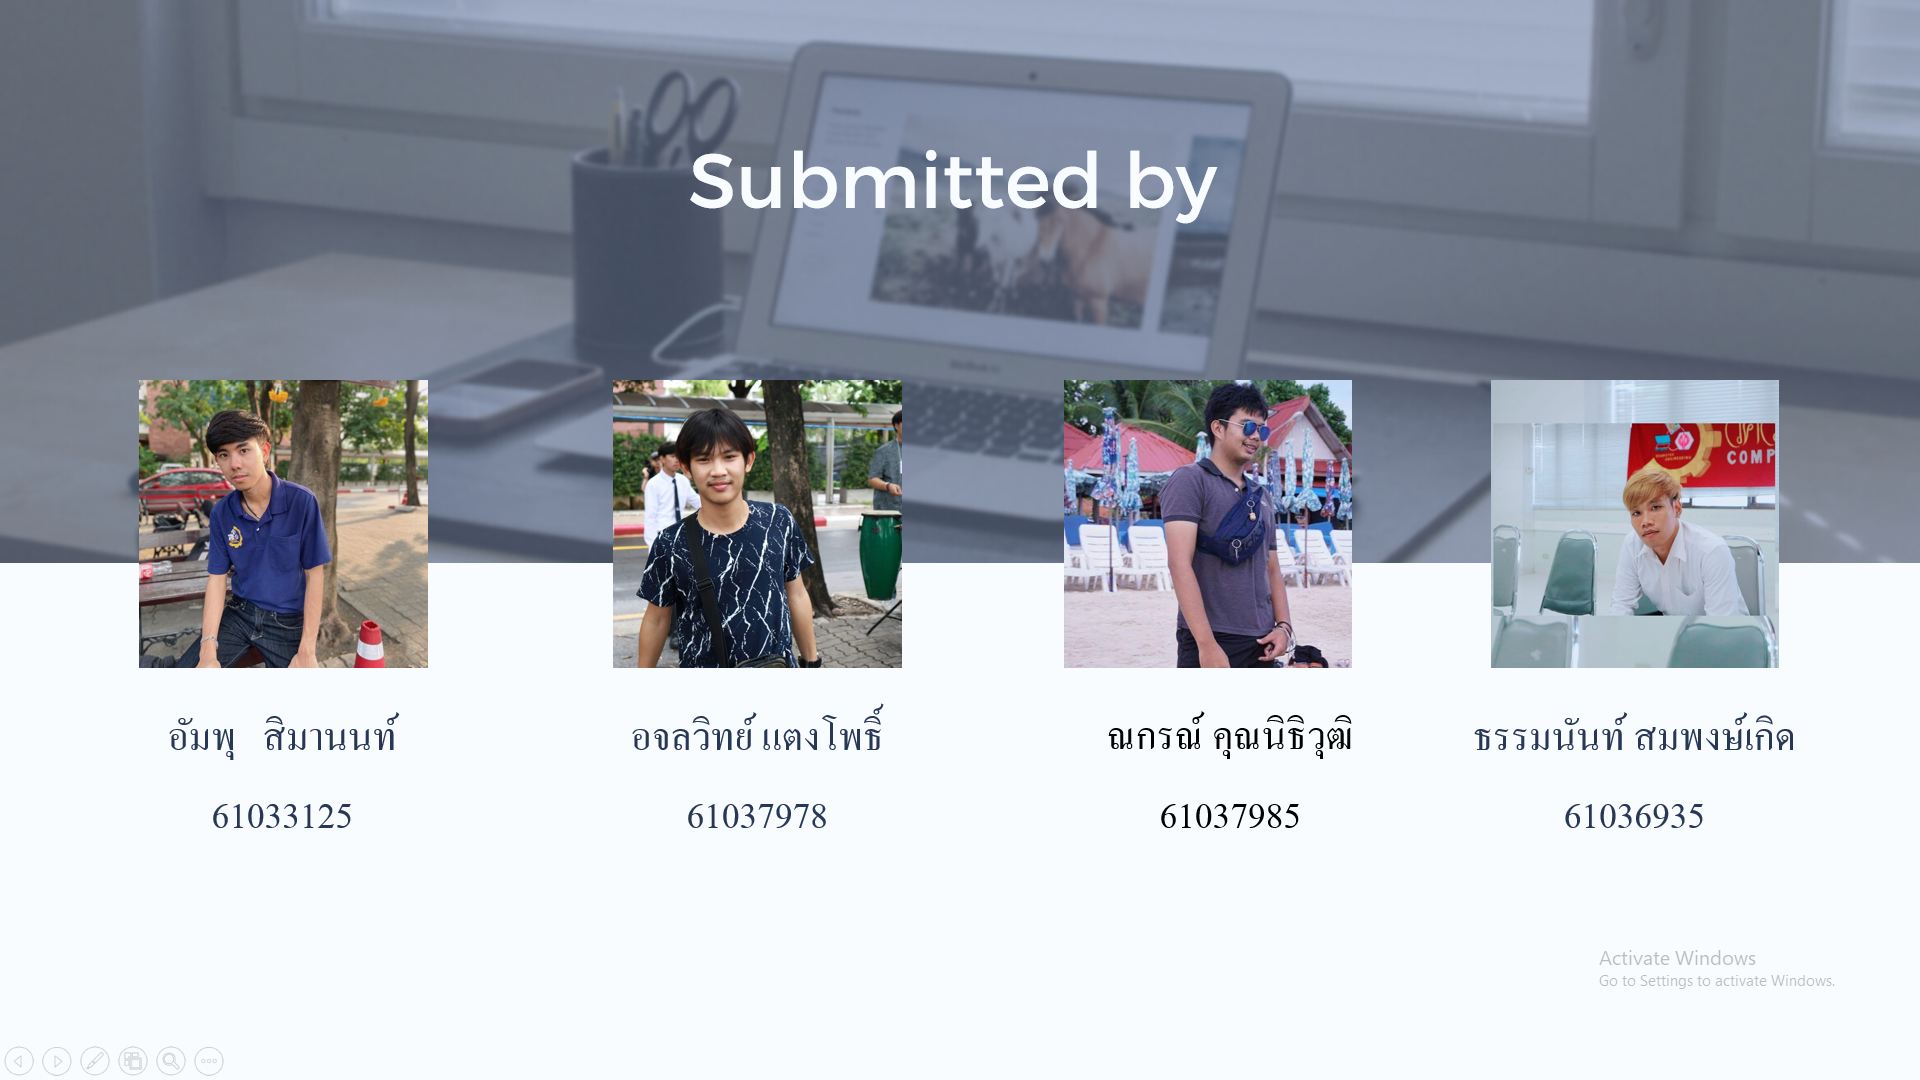 Submitted by
COMP
อัมพุ สิมานนท์
อจลวิทย์ แตงโพธิ์
ณกรณ์ คุณนิธิวุฒิ
ธรรมนันท์ สมพงษ์เกิด
61033125
61037978
61037985
61036935
Activate Windows
Go to Settings to activate Windows.